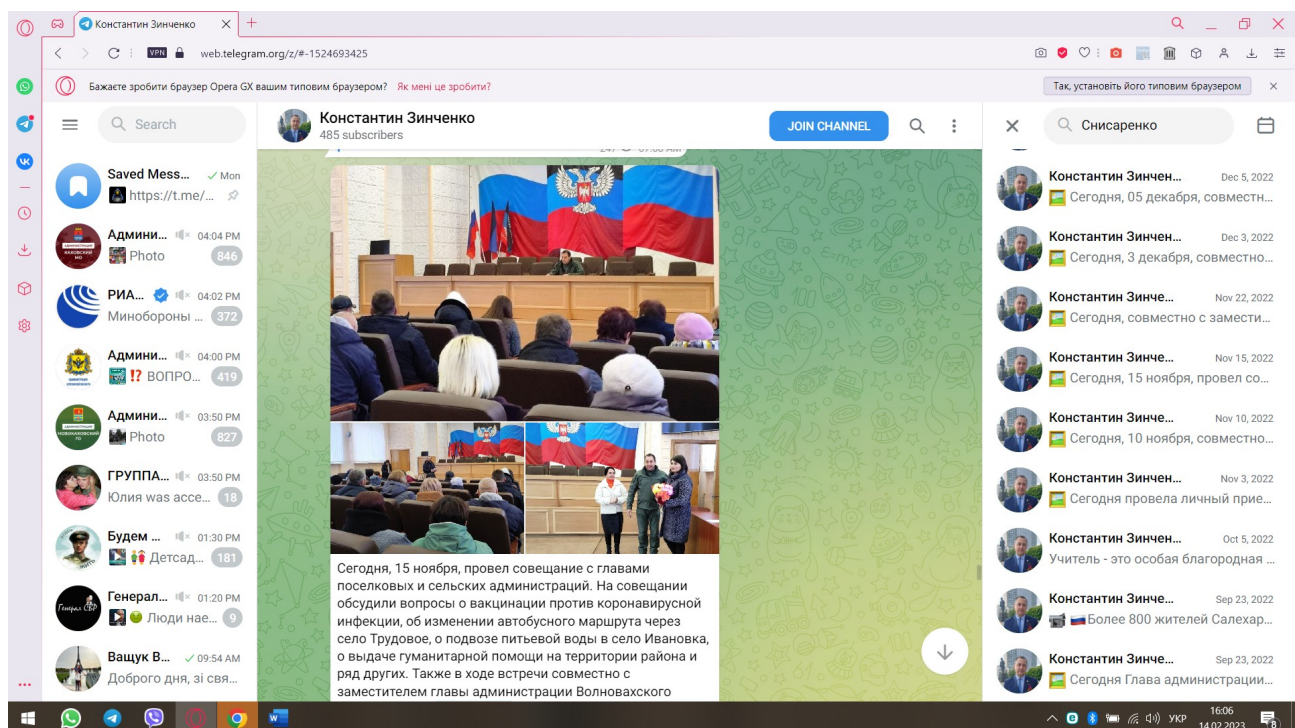 Константин Зинченко
VPN web.telegram.org/z/#-1524693425
Бажаєте зробити браузер Opera GX вашим типовим браузером? Як мені це зробити?
Так, установіть його типовим браузером
Search
Saved Mess... Mon
https://t.me/...
Админи... 04:04 PM
Photo 846
РИА... 04:02 PM
Минобороны ... 372
Админи... 04:00 PM
ВОПРО... 419
Админи... 03:50 PM
Photo 827
ГРУППА... 03:50 PM
Юлия was acce... 18
Будем ... 01:30 PM
Детсад... 181
Генерал... 01:20 PM
Люди нае... 9
Ващук В... 09:54 AM
Доброго дня, зі свя...
Константин Зинченко
485 subscribers
JOIN CHANNEL
Сегодня, 15 ноября, провел совещание с главами
поселковых и сельских администраций. На совещании
обсудили вопросы о вакцинации против коронавирусной
инфекции, об изменении автобусного маршрута через
село Трудовое, о подвозе питьевой воды в село Ивановка,
о выдаче гуманитарной помощи на территории района и
ряд других. Также в ходе встречи совместно с
заместителем главы администрации Волновахского
Снисаренко
Константин Зинчен... Dec 5, 2022
Сегодня, 05 декабря, совместн...
Константин Зинчен... Dec 3, 2022
Сегодня, 3 декабря, совместно...
Константин Зинче... Nov 22, 2022
Сегодня, совместно с замести...
Константин Зинче... Nov 15, 2022
Сегодня, 15 ноября, провел со...
Константин Зинче... Nov 10, 2022
Сегодня, 10 ноября, совместно...
Константин Зинчен... Nov 3, 2022
Сегодня провела личный прие...
Константин Зинчен... Oct 5, 2022
Учитель - это особая благородная ...
Константин Зинче... Sep 23, 2022
Более 800 жителей Салехар...
Константин Зинче... Sep 23, 2022
Сегодня Глава администрации...
УКР
16:06
14.02.2023
8